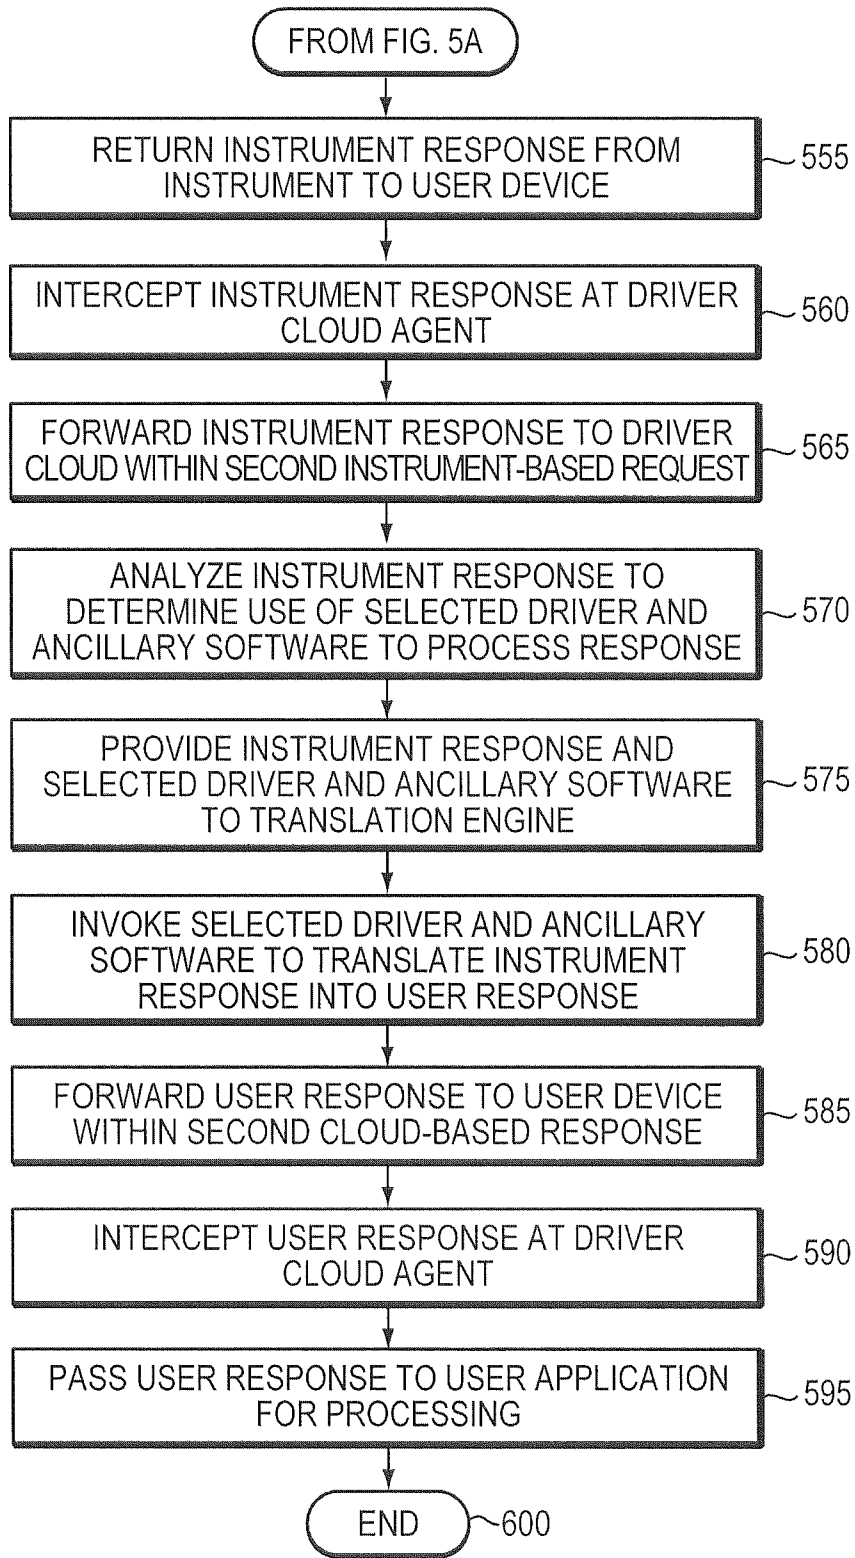 FROM FIG. 5A
RETURN INSTRUMENT RESPONSE FROM
INSTRUMENT TO USER DEVICE
555
INTERCEPT INSTRUMENT RESPONSE AT DRIVER
CLOUD AGENT
560
FORWARD INSTRUMENT RESPONSE TO DRIVER
CLOUD WITHIN SECOND INSTRUMENT-BASED REQUEST
565
ANALYZE INSTRUMENT RESPONSE TO
DETERMINE USE OF SELECTED DRIVER AND
ANCILLARY SOFTWARE TO PROCESS RESPONSE
570
PROVIDE INSTRUMENT RESPONSE AND
SELECTED DRIVER AND ANCILLARY SOFTWARE
TO TRANSLATION ENGINE
575
INVOKE SELECTED DRIVER AND ANCILLARY
SOFTWARE TO TRANSLATE INSTRUMENT
RESPONSE INTO USER RESPONSE
580
FORWARD USER RESPONSE TO USER DEVICE
WITHIN SECOND CLOUD-BASED RESPONSE
585
INTERCEPT USER RESPONSE AT DRIVER
CLOUD AGENT
590
PASS USER RESPONSE TO USER APPLICATION
FOR PROCESSING
595
END
600